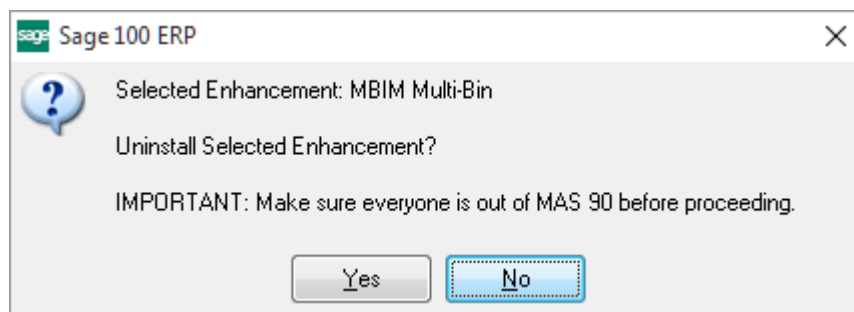 sage Sage 100 ERP
Selected Enhancement: MBIM Multi-Bin
Uninstall Selected Enhancement?
IMPORTANT: Make sure everyone is out of MAS 90 before proceeding.
Yes No